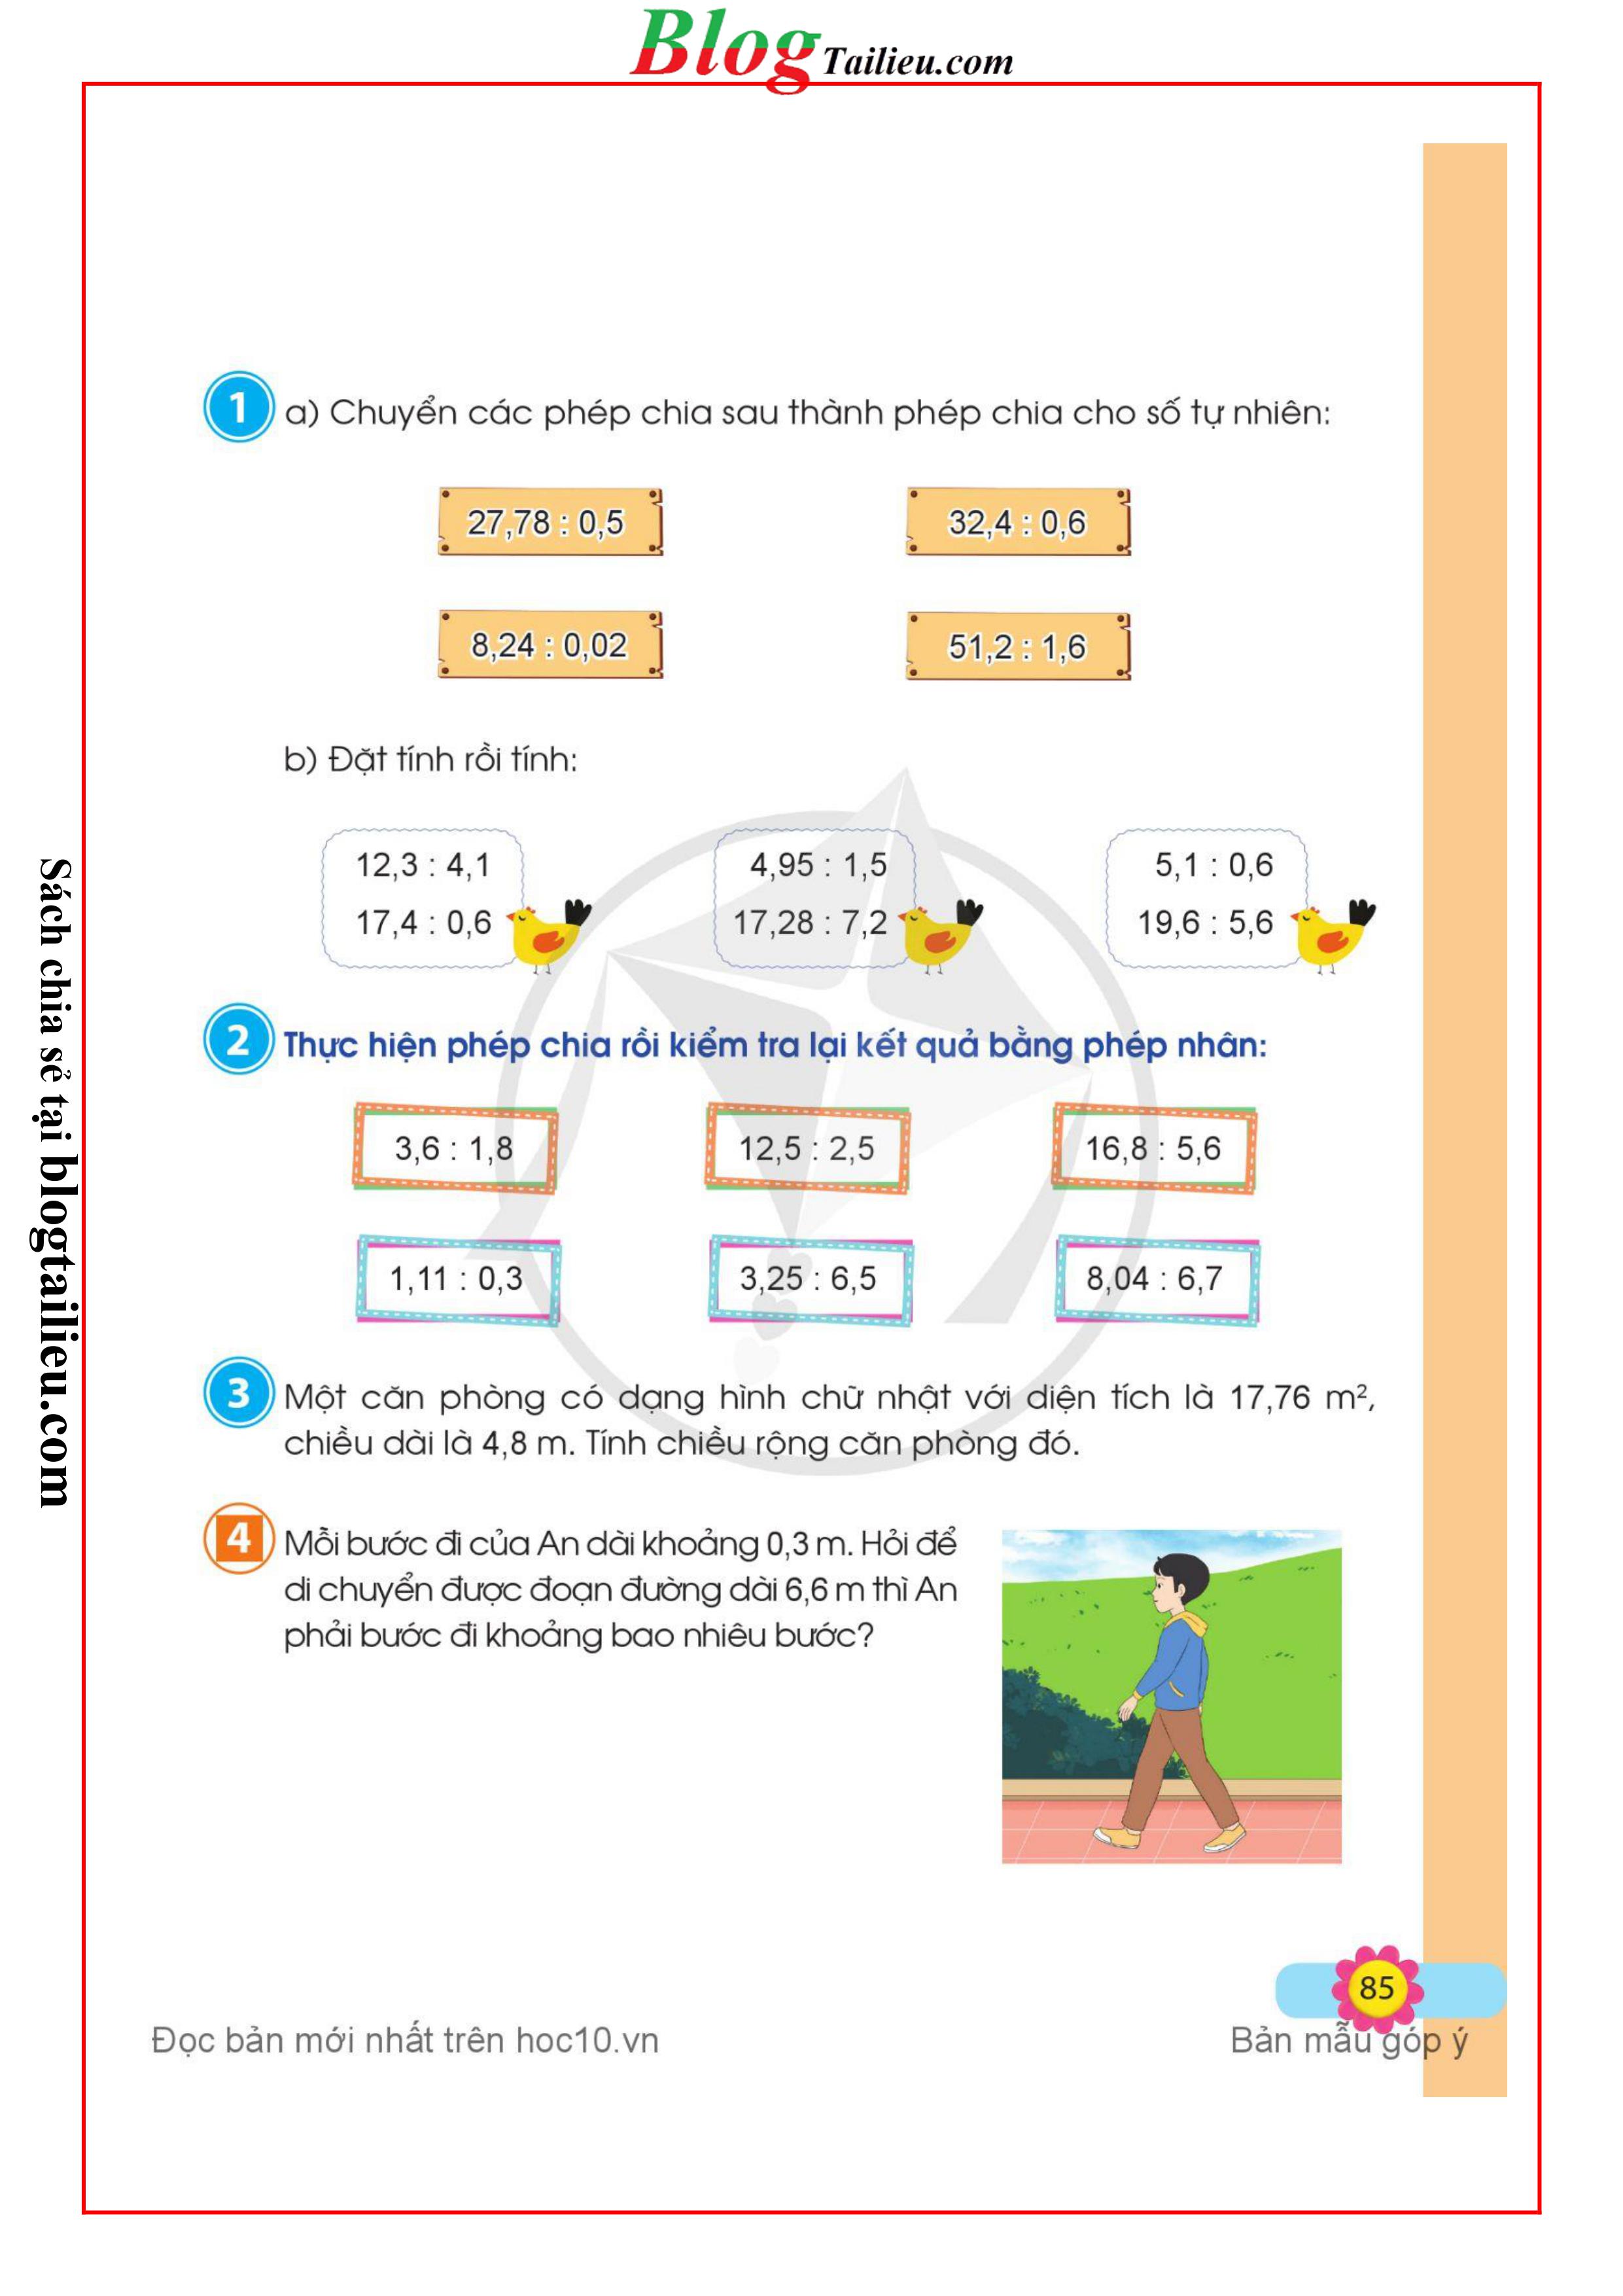 Blog Tailieu.com
1 a) Chuyển các phép chia sau thành phép chia cho số tự nhiên:
27,78 : 0,5
32,4 : 0,6
8,24 : 0,02
51,2 : 1,6
b) Đặt tính rồi tính:
12,3 : 4,1
17,4 : 0,6
4,95 : 1,5
17,28 : 7,2
5,1 : 0,6
19,6 : 5,6
2 Thực hiện phép chia rồi kiểm tra lại kết quả bằng phép nhân:
3,6 : 1,8
12,5 : 2,5
16,8 : 5,6
1,11 : 0,3
3,25 : 6,5
8,04 : 6,7
3 Một căn phòng có dạng hình chữ nhật với diện tích là 17,76 m²,
chiều dài là 4,8 m. Tính chiều rộng căn phòng đó.
4 Mỗi bước đi của An dài khoảng 0,3 m. Hỏi để
di chuyển được đoạn đường dài 6,6 m thì An
phải bước đi khoảng bao nhiêu bước?
85
Đọc bản mới nhất trên hoc10.vn
Bản mẫu góp ý
Sách chia sẻ tại blogtailieu.com